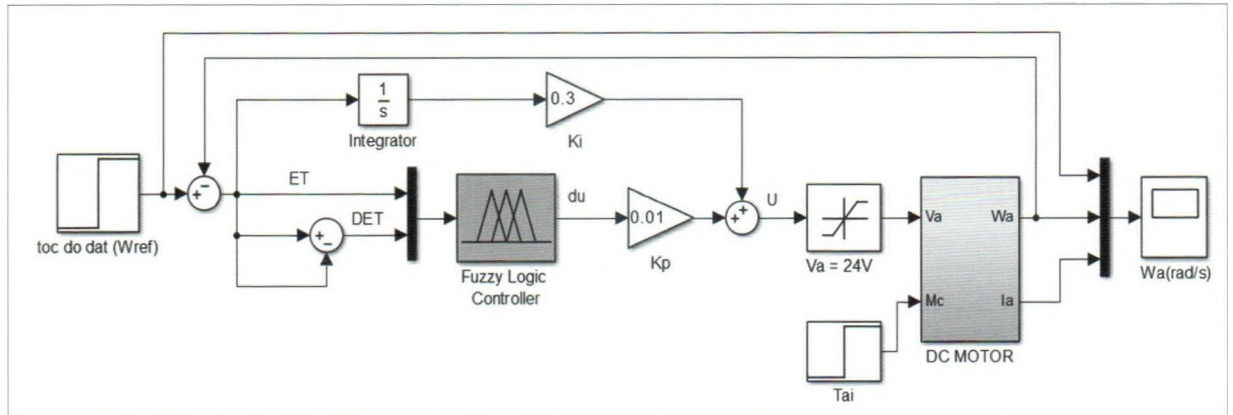 1
s
Integrator
0.3
Ki
toc do dat (Wref)
+
−
ET
+
−
DET
Fuzzy Logic
Controller
du
0.01
Kp
+
+
U
Va = 24V
Va
Wa
Mc
Ia
DC MOTOR
Tai
Wa(rad/s)